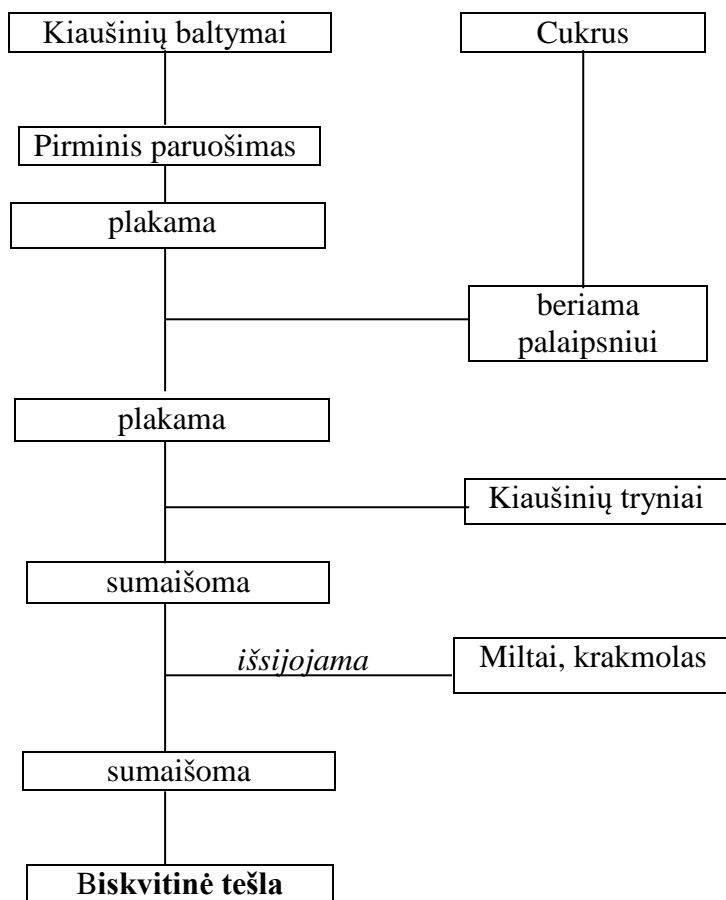 Kiaušinių baltymai
Cukrus
Pirminis paruošimas
plakama
beriama
palaipsniui
plakama
Kiaušinių tryniai
sumaišoma
išsijojama
Miltai, krakmolas
sumaišoma
Biskvitinė tešla